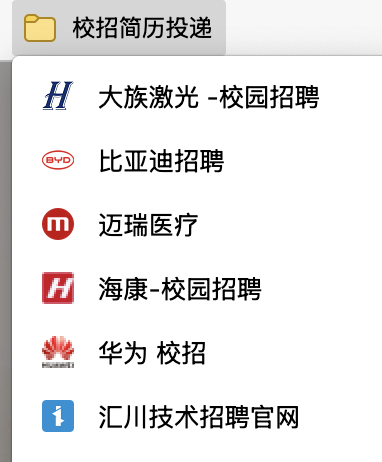 校招简历投递
大族激光 -校园招聘
BYD
比亚迪招聘
迈瑞医疗
海康-校园招聘
HUAWEI
华为 校招
汇川技术招聘官网